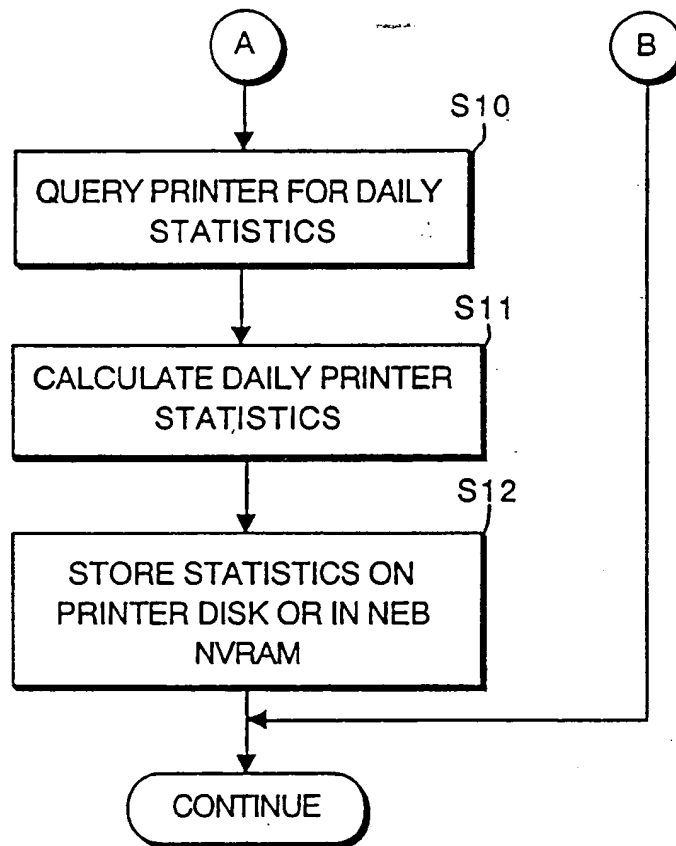 A
B
S10
QUERY PRINTER FOR DAILY
STATISTICS
S11
CALCULATE DAILY PRINTER
STATISTICS
S12
STORE STATISTICS ON
PRINTER DISK OR IN NEB
NVRAM
CONTINUE